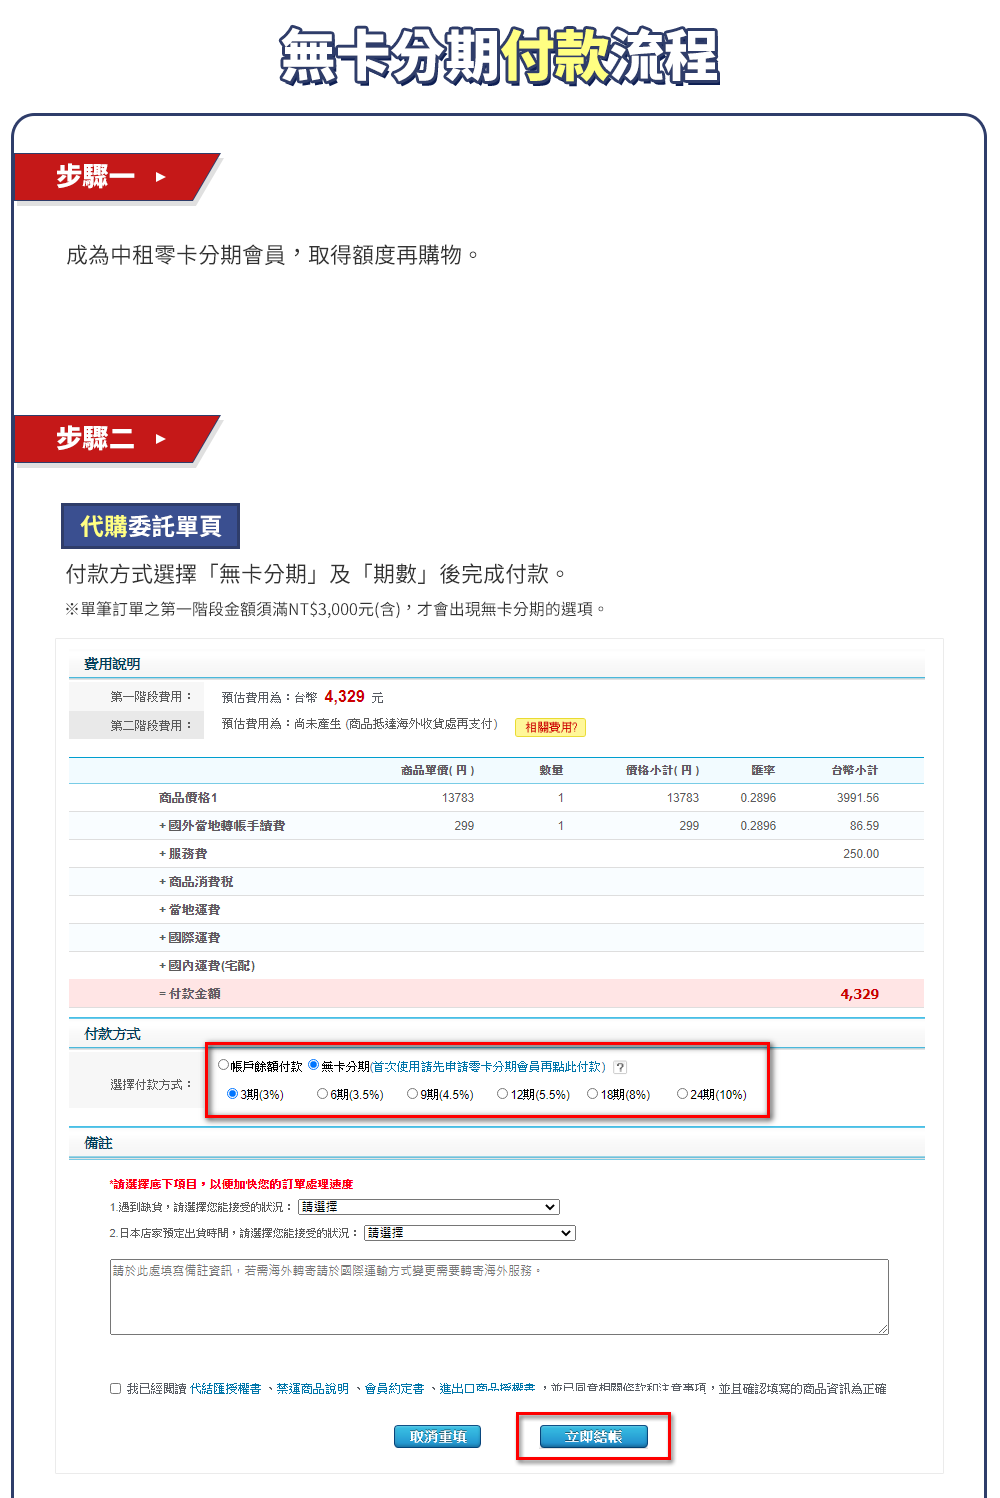 無卡分期付款流程
步驟一
成為中租零卡分期會員，取得額度再購物。
步驟二
代購委託單頁
付款方式選擇「無卡分期」及「期數」後完成付款。
※單筆訂單之第一階段金額須滿NT$3,000元(含)，才會出現無卡分期的選項。
費用說明
第一階段費用： 預估費用為：台幣 4,329 元
第二階段費用： 預估費用為：尚未產生 (商品抵達海外收貨處再支付) 相關費用?
商品單價( 円 ) 數量 價格小計( 円 ) 匯率 台幣小計
商品價格1 13783 1 13783 0.2896 3991.56
+ 國外當地轉帳手續費 299 1 299 0.2896 86.59
+ 服務費 250.00
+ 商品消費稅
+ 當地運費
+ 國際運費
+ 國內運費(宅配)
= 付款金額 4,329
付款方式
選擇付款方式： 帳戶餘額付款 無卡分期(首次使用請先申請零卡分期會員再點此付款) ?
3期(3%) 6期(3.5%) 9期(4.5%) 12期(5.5%) 18期(8%) 24期(10%)
備註
*請選擇底下項目，以便加快您的訂單處理速度
1.遇到缺貨，請選擇您能接受的狀況： 請選擇
2.日本店家預定出貨時間，請選擇您能接受的狀況： 請選擇
請於此處填寫備註資訊，若需海外轉寄請於國際運輸方式變更需要轉寄海外服務。
我已經閱讀 代結匯授權書 、禁運商品說明 、會員約定書 、進出口商品授權書 ，並已同意相關條款和注意事項，並且確認填寫的商品資訊為正確
取消重填 立即結帳